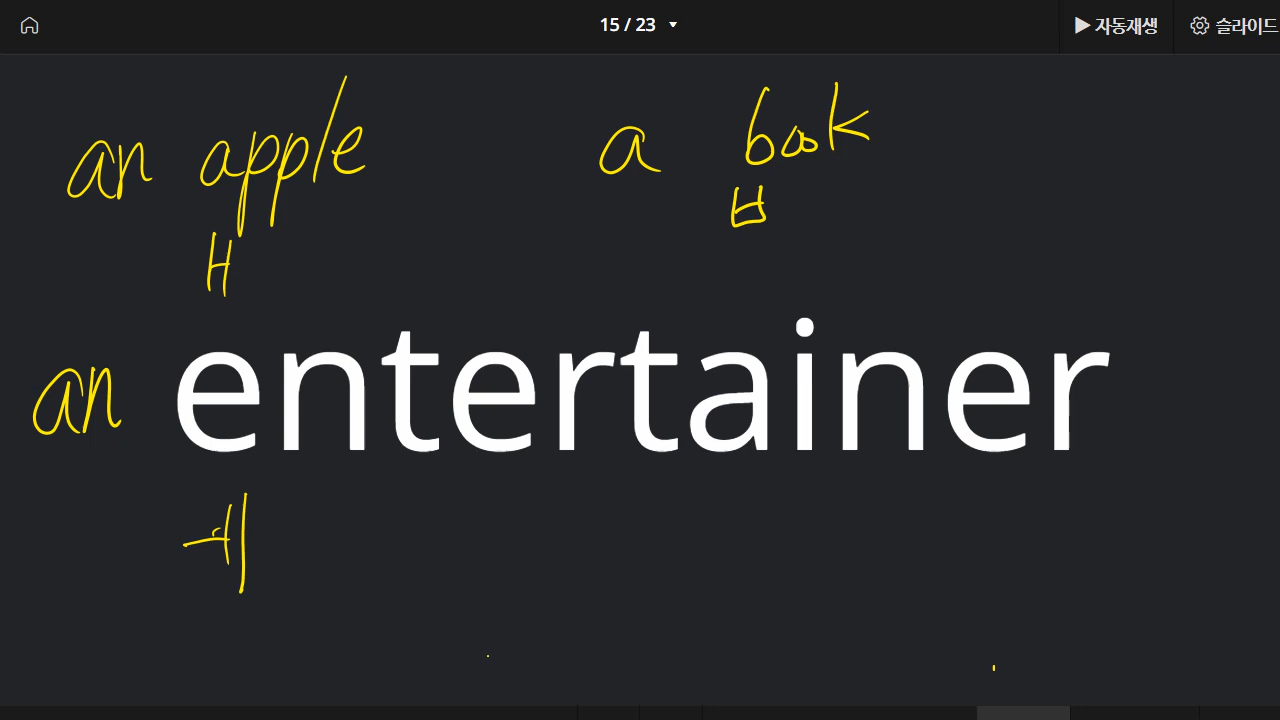 15 / 23
▶ 자동재생
슬라이드
an apple a book
ㅐ ㅂ
an entertainer
ㅔ